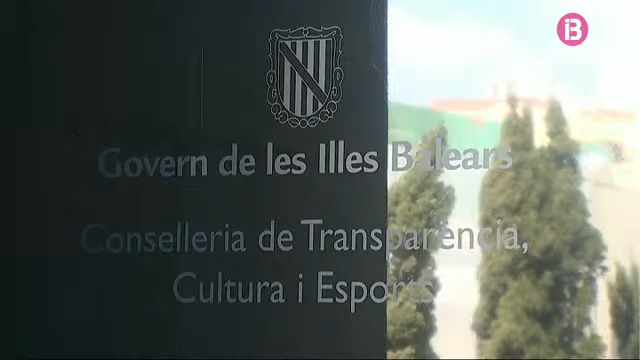 Govern de les Illes Balears
Conselleria de Transparència,
Cultura i Esports